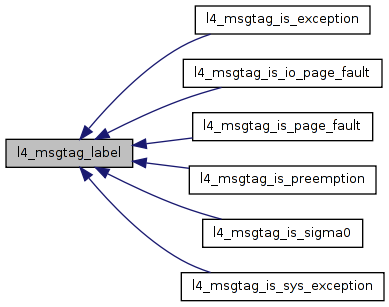 l4_msgtag_is_exception
l4_msgtag_is_io_page_fault
l4_msgtag_is_page_fault
l4_msgtag_label
l4_msgtag_is_preemption
l4_msgtag_is_sigma0
l4_msgtag_is_sys_exception